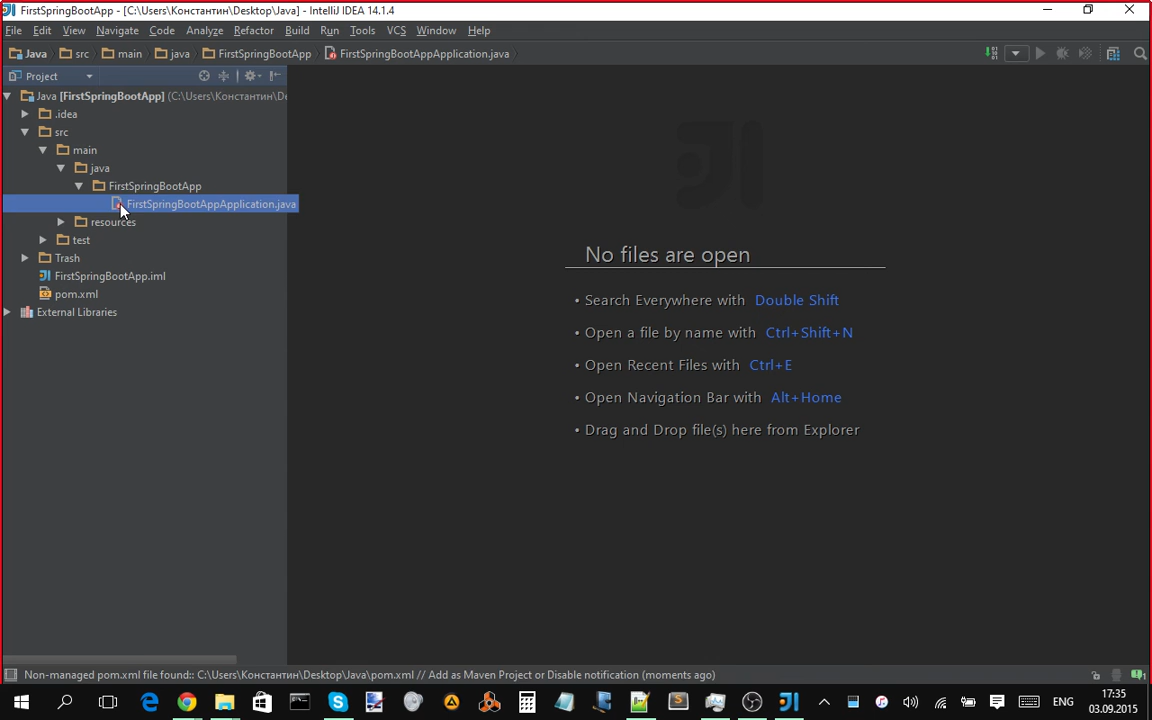 FirstSpringBootApp - [C:\Users\Константин\Desktop\Java] - IntelliJ IDEA 14.1.4
File Edit View Navigate Code Analyze Refactor Build Run Tools VCS Window Help
Java src main java FirstSpringBootApp FirstSpringBootAppApplication.java
Project
Java [FirstSpringBootApp] (C:\Users\Константин\De
.idea
src
main
java
FirstSpringBootApp
FirstSpringBootAppApplication.java
resources
test
Trash
FirstSpringBootApp.iml
pom.xml
External Libraries
No files are open
• Search Everywhere with Double Shift
• Open a file by name with Ctrl+Shift+N
• Open Recent Files with Ctrl+E
• Open Navigation Bar with Alt+Home
• Drag and Drop file(s) here from Explorer
Non-managed pom.xml file found:: C:\Users\Константин\Desktop\Java\pom.xml // Add as Maven Project or Disable notification (moments ago)
ENG
17:35
03.09.2015